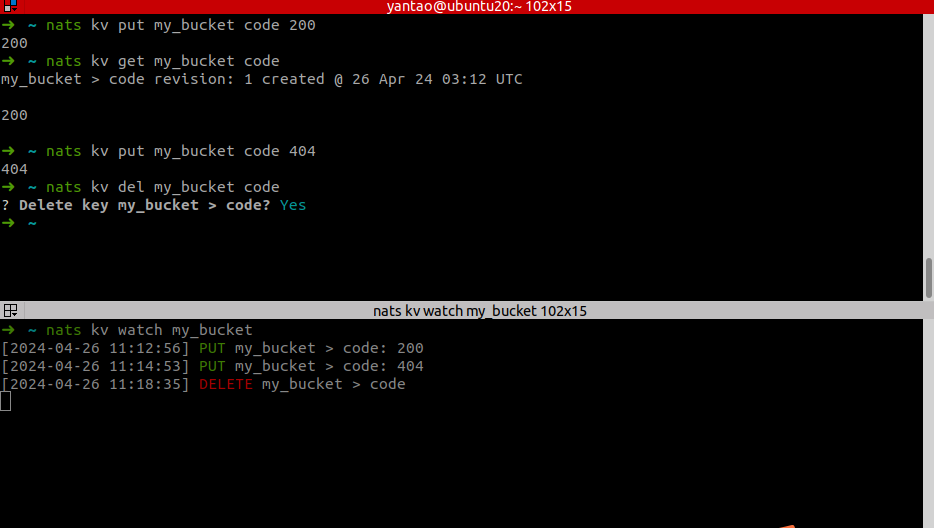 yantao@ubuntu20:~ 102x15
➜ ~ nats kv put my_bucket code 200
200
➜ ~ nats kv get my_bucket code
my_bucket > code revision: 1 created @ 26 Apr 24 03:12 UTC
200
➜ ~ nats kv put my_bucket code 404
404
➜ ~ nats kv del my_bucket code
? Delete key my_bucket > code? Yes
➜ ~
nats kv watch my_bucket 102x15
➜ ~ nats kv watch my_bucket
[2024-04-26 11:12:56] PUT my_bucket > code: 200
[2024-04-26 11:14:53] PUT my_bucket > code: 404
[2024-04-26 11:18:35] DELETE my_bucket > code